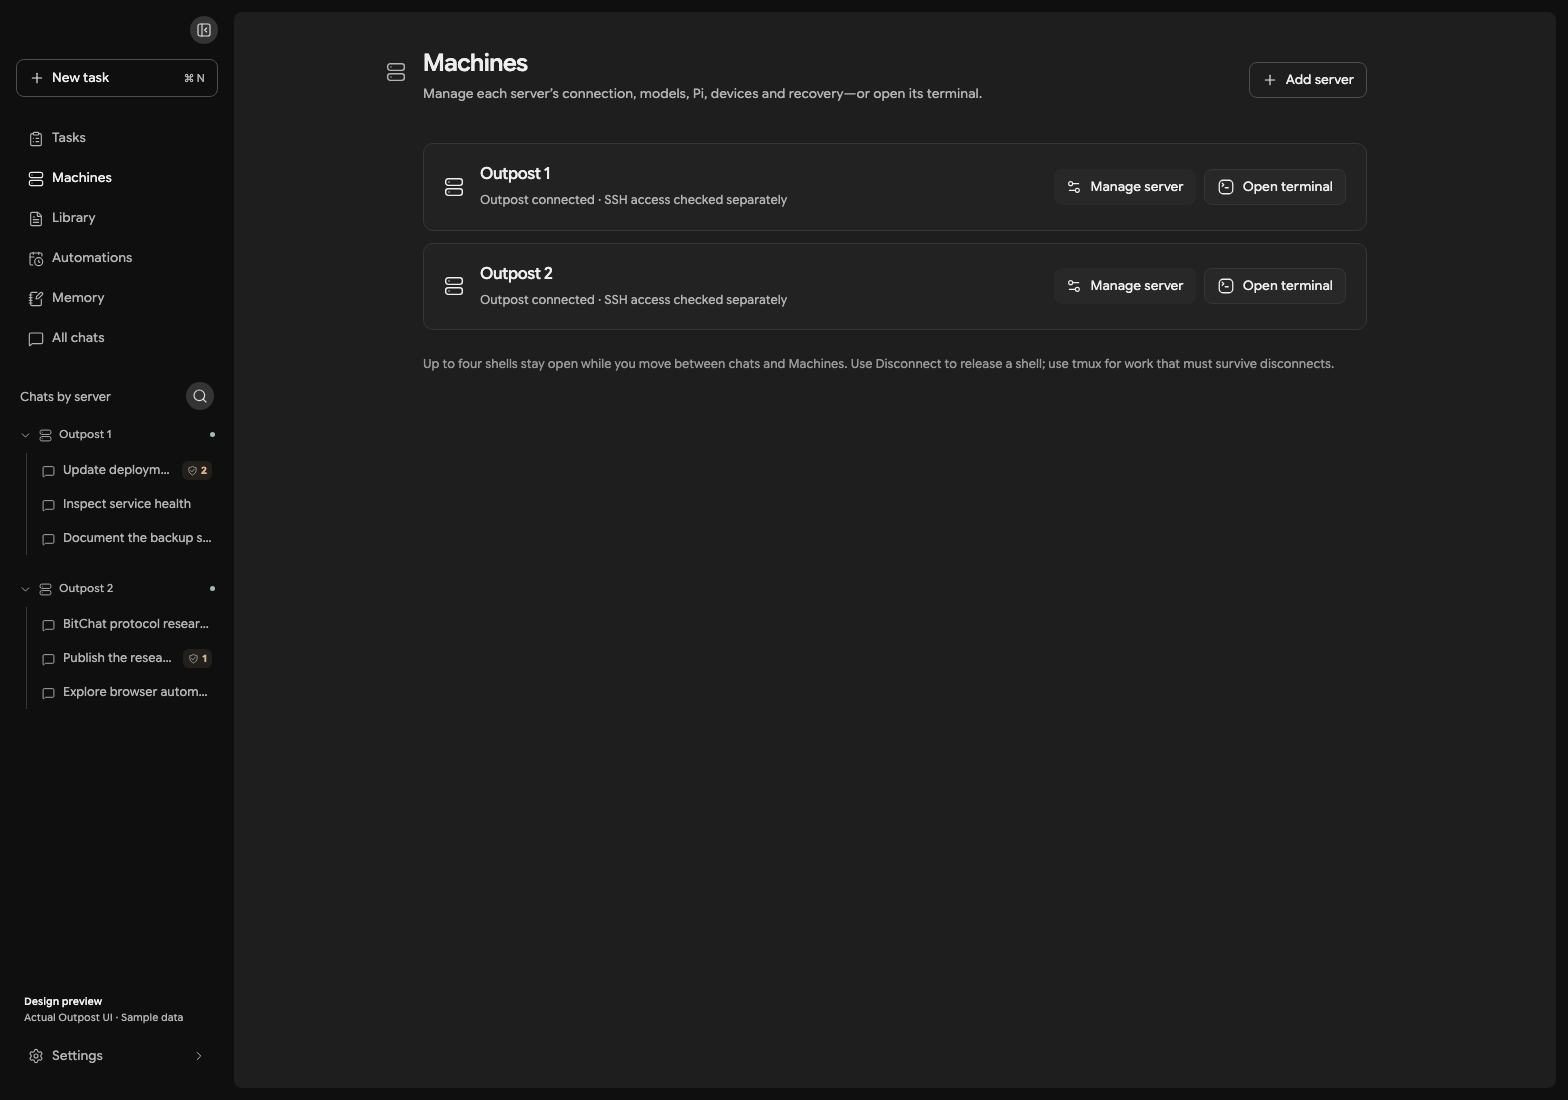 New task ⌘ N
Tasks
Machines
Library
Automations
Memory
All chats
Chats by server
Outpost 1
Update deploym... 2
Inspect service health
Document the backup s...
Outpost 2
BitChat protocol resear...
Publish the resea... 1
Explore browser autom...
Design preview
Actual Outpost UI · Sample data
Settings
Machines
Manage each server's connection, models, Pi, devices and recovery—or open its terminal.
Add server
Outpost 1
Outpost connected · SSH access checked separately
Manage server
Open terminal
Outpost 2
Outpost connected · SSH access checked separately
Manage server
Open terminal
Up to four shells stay open while you move between chats and Machines. Use Disconnect to release a shell; use tmux for work that must survive disconnects.